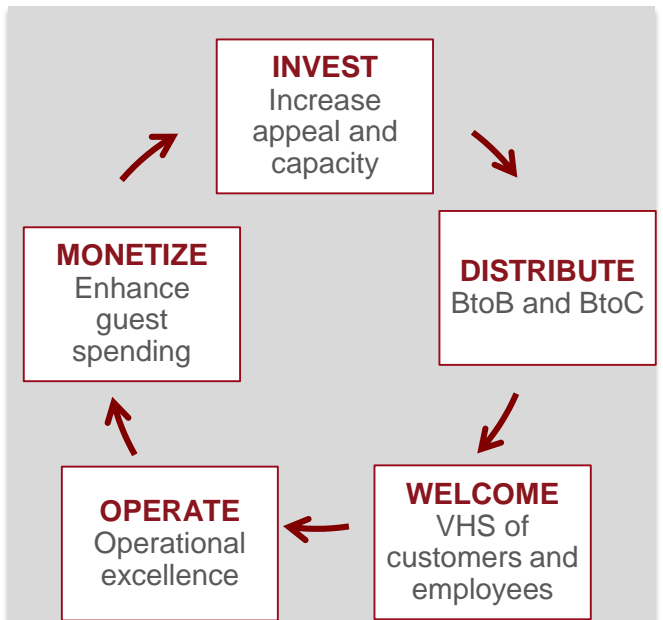 INVEST
Increase
appeal and
capacity
DISTRIBUTE
BtoB and BtoC
WELCOME
VHS of
customers and
employees
OPERATE
Operational
excellence
MONETIZE
Enhance
guest
spending